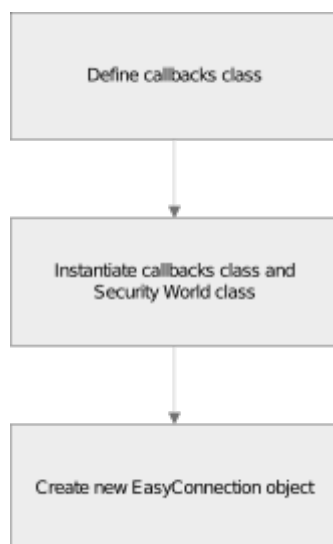 Define callbacks class
Instantiate callbacks class and
Security World class
Create new EasyConnection object